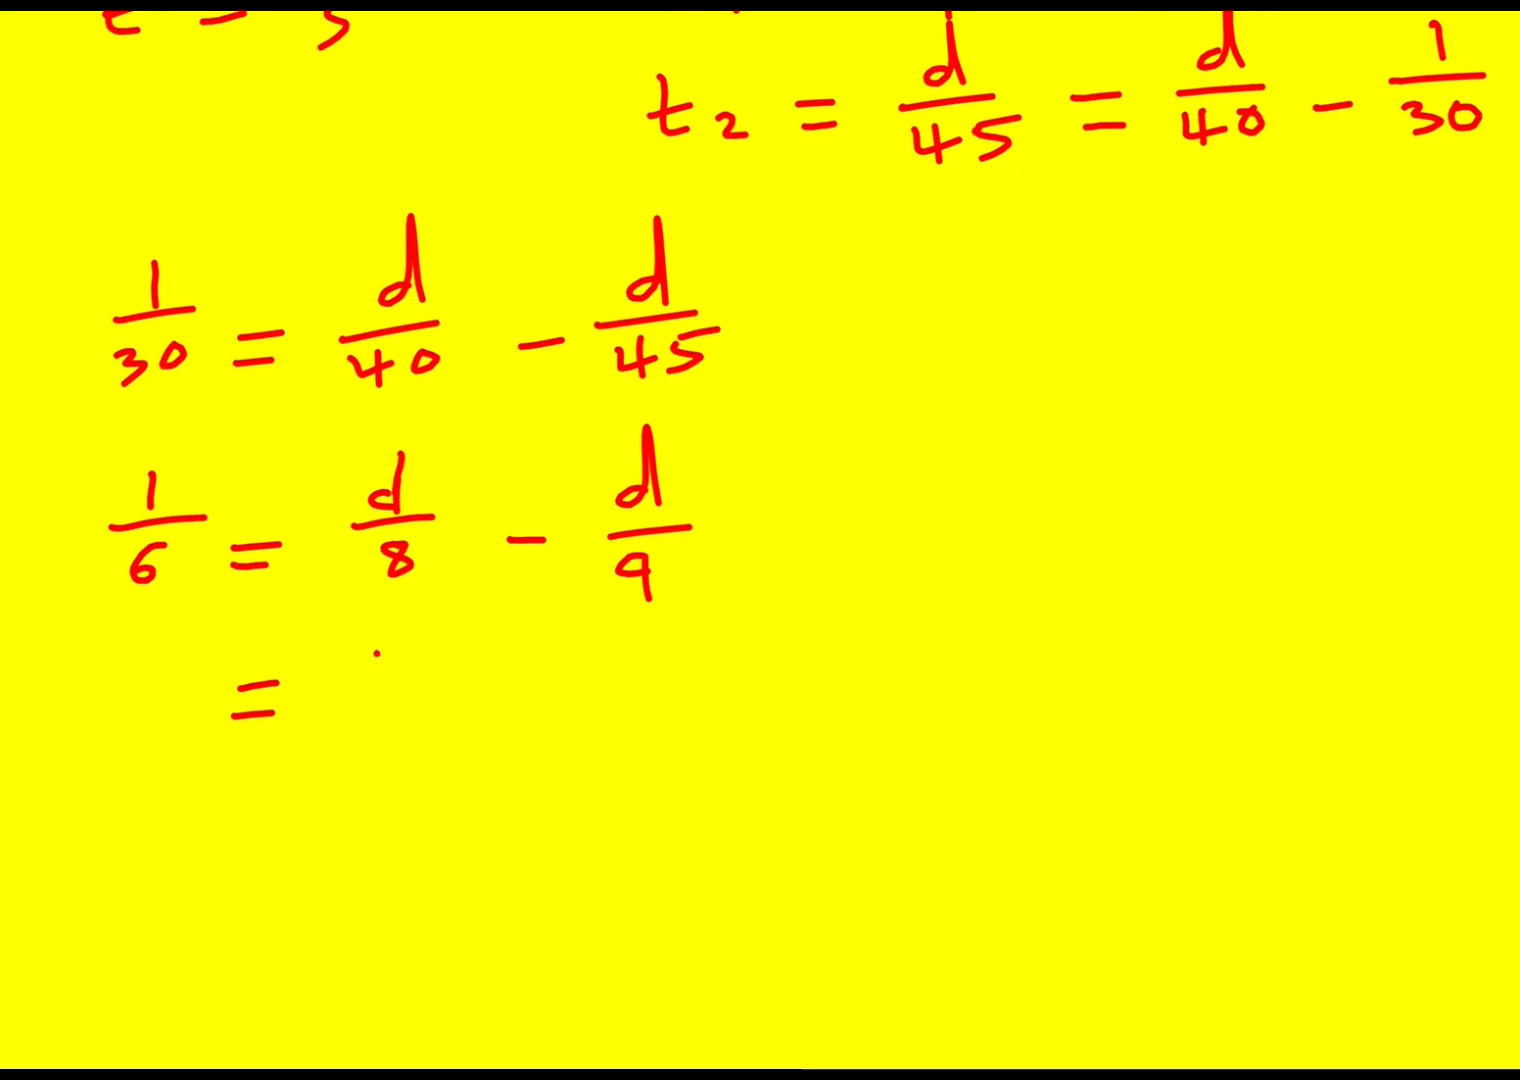 t₂ = d/45 = d/40 - 1/30
1/30 = d/40 - d/45
1/6 = d/8 - d/9
=